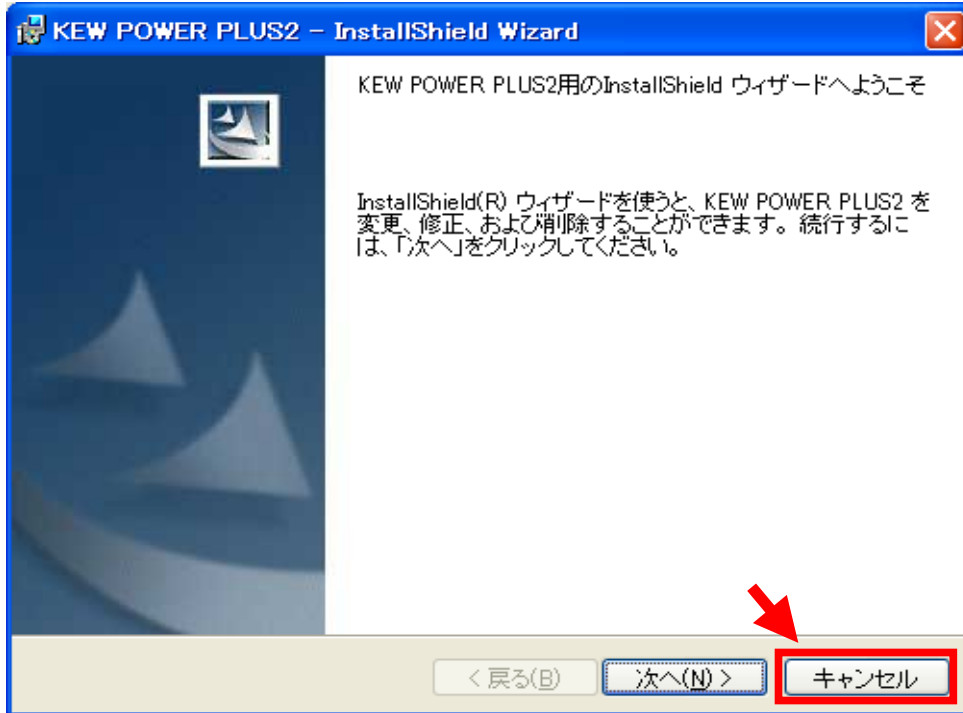 KEW POWER PLUS2 - InstallShield Wizard
KEW POWER PLUS2用のInstallShield ウィザードへようこそ
InstallShield(R) ウィザードを使うと、KEW POWER PLUS2 を
変更、修正、および削除することができます。続行するに
は、「次へ」をクリックしてください。
< 戻る(B)
次へ(N) >
キャンセル